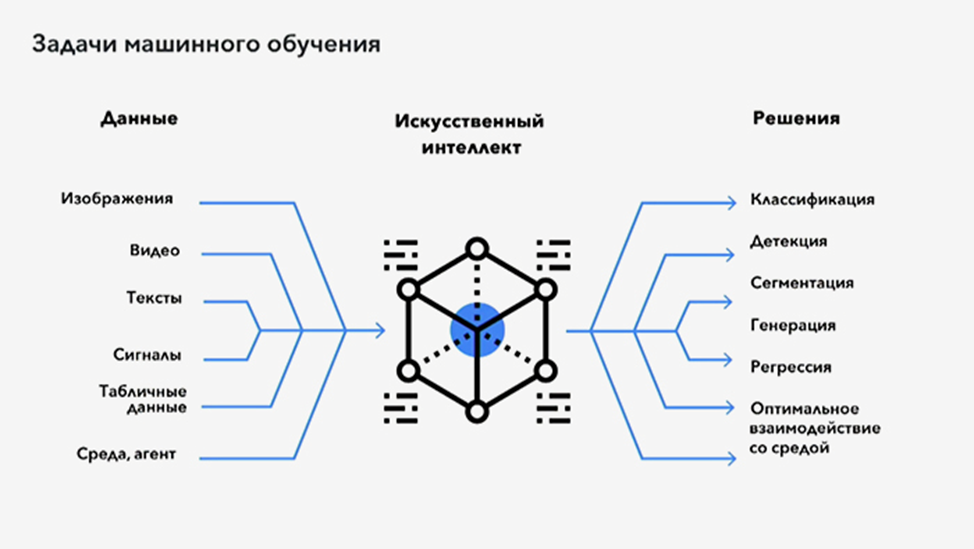 Задачи машинного обучения
Данные
Изображения
Видео
Тексты
Сигналы
Табличные
данные
Среда, агент
Искусственный
интеллект
Решения
Классификация
Детекция
Сегментация
Генерация
Регрессия
Оптимальное
взаимодействие
со средой